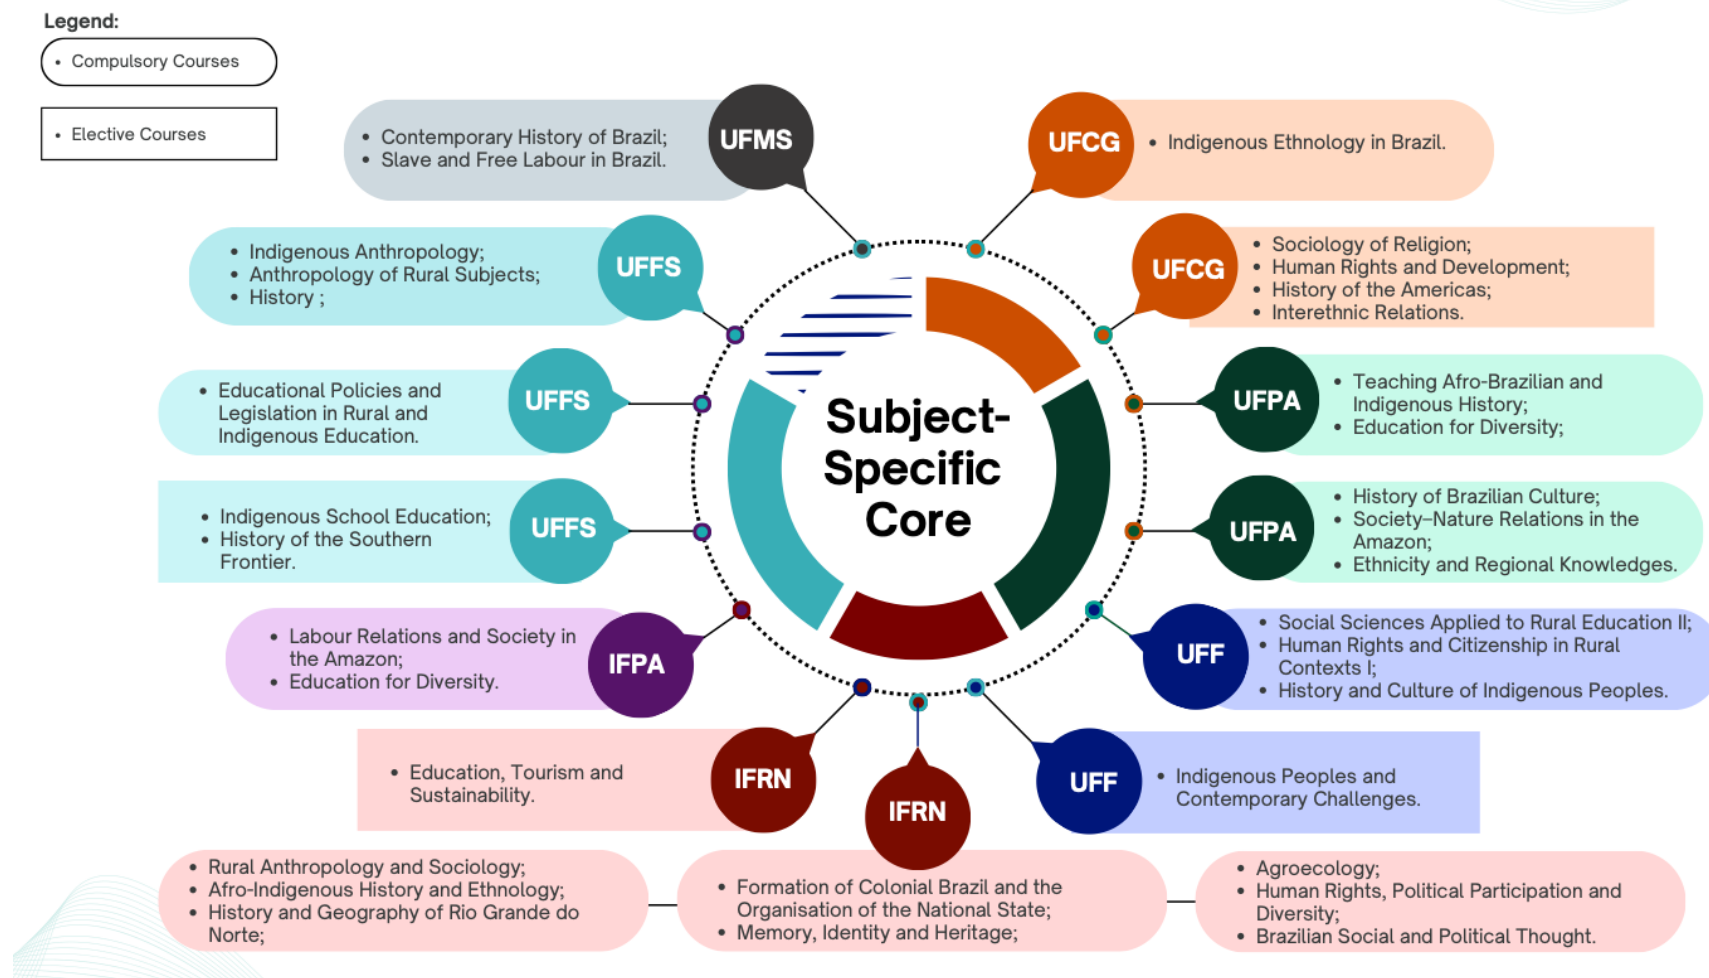 Legend:
• Compulsory Courses
• Elective Courses
• Contemporary History of Brazil;
• Slave and Free Labour in Brazil.
UFMS
UFCG
• Indigenous Ethnology in Brazil.
• Indigenous Anthropology;
• Anthropology of Rural Subjects;
• History ;
UFFS
UFCG
• Sociology of Religion;
• Human Rights and Development;
• History of the Americas;
• Interethnic Relations.
• Educational Policies and
Legislation in Rural and
Indigenous Education.
UFFS
Subject-
Specific
Core
UFPA
• Teaching Afro-Brazilian and
Indigenous History;
• Education for Diversity;
• Indigenous School Education;
• History of the Southern
Frontier.
UFFS
UFPA
• History of Brazilian Culture;
• Society–Nature Relations in the
Amazon;
• Ethnicity and Regional Knowledges.
• Labour Relations and Society in
the Amazon;
• Education for Diversity.
IFPA
UFF
• Social Sciences Applied to Rural Education II;
• Human Rights and Citizenship in Rural
Contexts I;
• History and Culture of Indigenous Peoples.
• Education, Tourism and
Sustainability.
IFRN
IFRN
UFF
• Indigenous Peoples and
Contemporary Challenges.
• Rural Anthropology and Sociology;
• Afro-Indigenous History and Ethnology;
• History and Geography of Rio Grande do
Norte;
• Formation of Colonial Brazil and the
Organisation of the National State;
• Memory, Identity and Heritage;
• Agroecology;
• Human Rights, Political Participation and
Diversity;
• Brazilian Social and Political Thought.